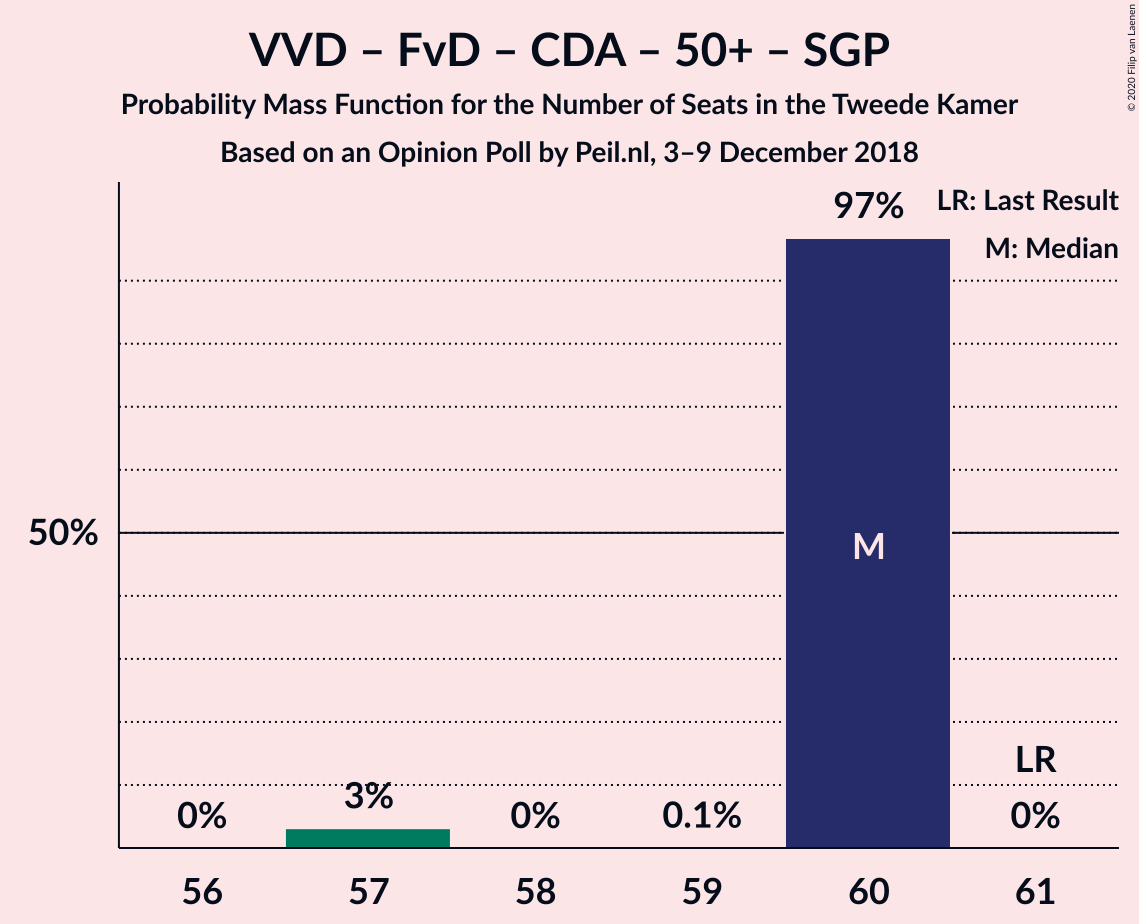 VVD – FvD – CDA – 50+ – SGP
Probability Mass Function for the Number of Seats in the Tweede Kamer
Based on an Opinion Poll by Peil.nl, 3–9 December 2018
© 2020 Filip van Laenen
LR: Last Result
M: Median
97%
50%
M
LR
0%
3%
0%
0.1%
0%
56 57 58 59 60 61